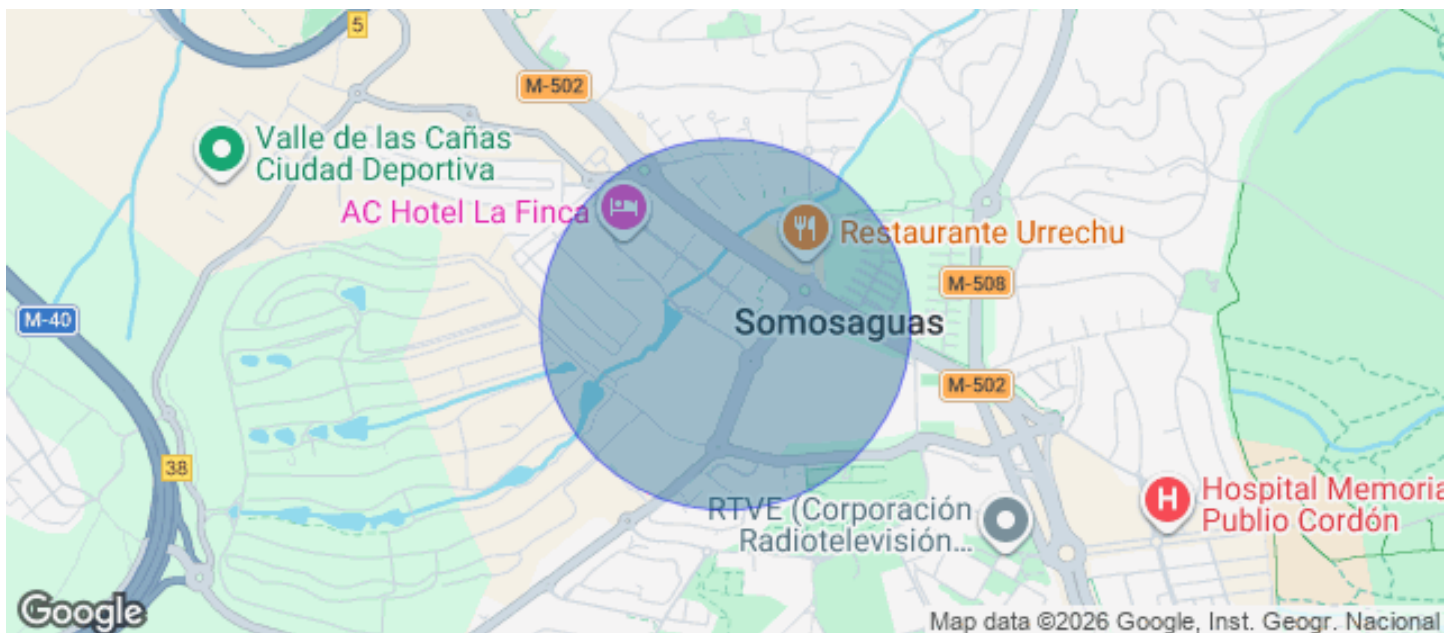 5
M-502
Valle de las Cañas
Ciudad Deportiva
AC Hotel La Finca
Restaurante Urrechu
M-508
M-40
Somosaguas
M-502
38
Hospital Memoria
Publio Cordón
RTVE (Corporación
Radiotelevisión...
Google
Map data ©2026 Google, Inst. Geogr. Nacional